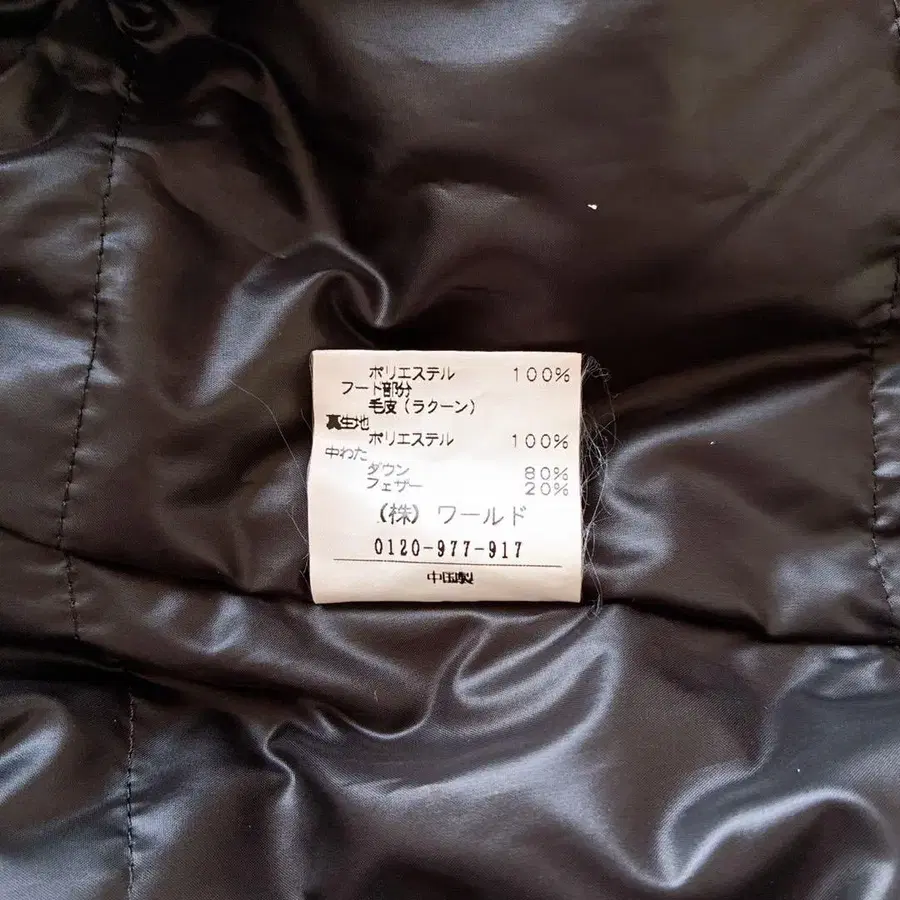 ポリエステル 100%
フード部分
毛皮(ラクーン)
裏生地
ポリエステル 100%
中わた
ダウン 80%
フェザー 20%
(株) ワールド
0120-977-917
中国製